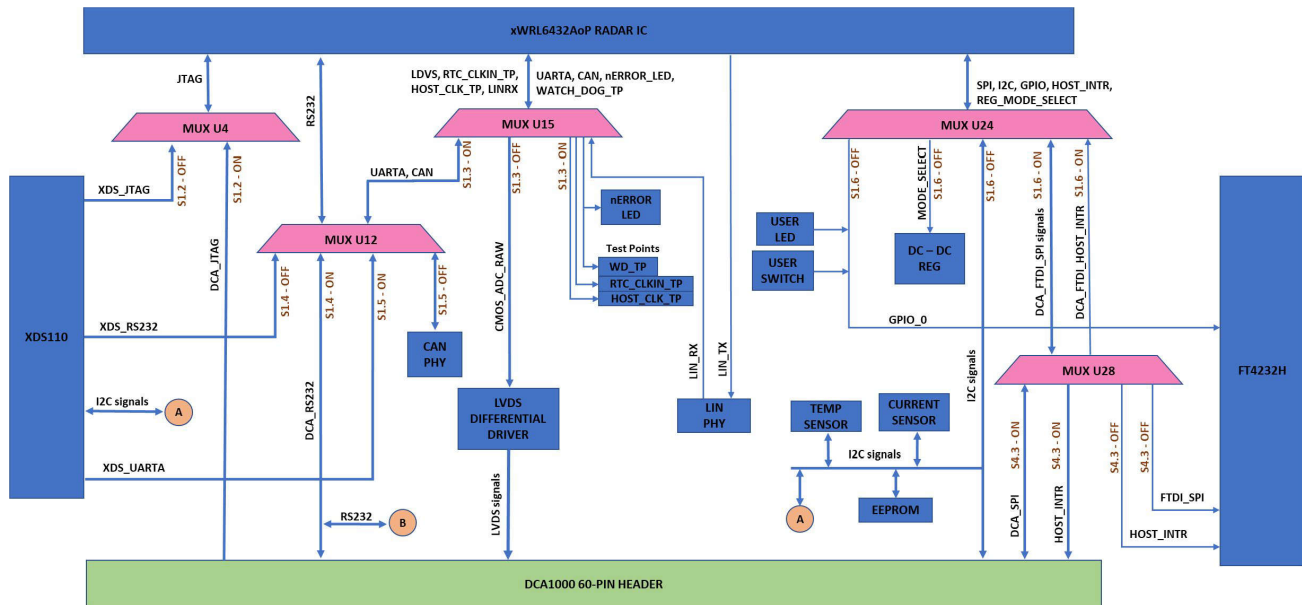 xWRL6432AoP RADAR IC
JTAG
RS232
LDVS, RTC_CLKIN_TP,
HOST_CLK_TP, LINRX
UARTA, CAN, nERROR_LED,
WATCH_DOG_TP
SPI, I2C, GPIO, HOST_INTR,
REG_MODE_SELECT
MUX U4
MUX U15
MUX U24
S1.2 - OFF
S1.2 - ON
S1.3 - ON
S1.3 - OFF
S1.3 - ON
S1.6 - OFF
MODE_SELECT
S1.6 - OFF
S1.6 - OFF
S1.6 - ON
S1.6 - ON
XDS_JTAG
UARTA, CAN
nERROR
LED
USER
LED
MUX U12
DCA_JTAG
CMOS_ADC_RAW
Test Points
WD_TP
RTC_CLKIN_TP
HOST_CLK_TP
USER
SWITCH
DC – DC
REG
DCA_FTDI_SPI signals
DCA_FTDI_HOST_INTR
S1.4 - OFF
S1.4 - ON
S1.5 - ON
S1.5 - OFF
XDS110
XDS_RS232
GPIO_0
CAN
PHY
LIN_RX
LIN_TX
I2C signals
MUX U28
FT4232H
I2C signals
A
DCA_RS232
LVDS
DIFFERENTIAL
DRIVER
LIN
PHY
TEMP
SENSOR
CURRENT
SENSOR
S4.3 - ON
S4.3 - ON
S4.3 - OFF
S4.3 - OFF
I2C signals
XDS_UARTA
EEPROM
A
FTDI_SPI
RS232
B
LVDS signals
DCA_SPI
HOST_INTR
HOST_INTR
DCA1000 60-PIN HEADER